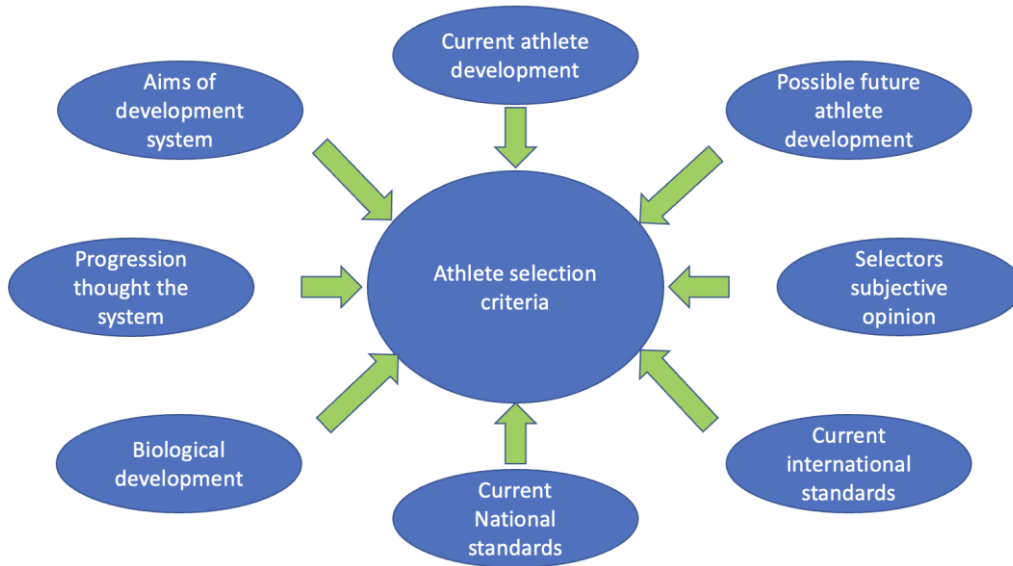 Current athlete
development
Aims of
development
system
Possible future
athlete
development
Progression
thought the
system
Athlete selection
criteria
Selectors
subjective
opinion
Biological
development
Current
National
standards
Current
international
standards